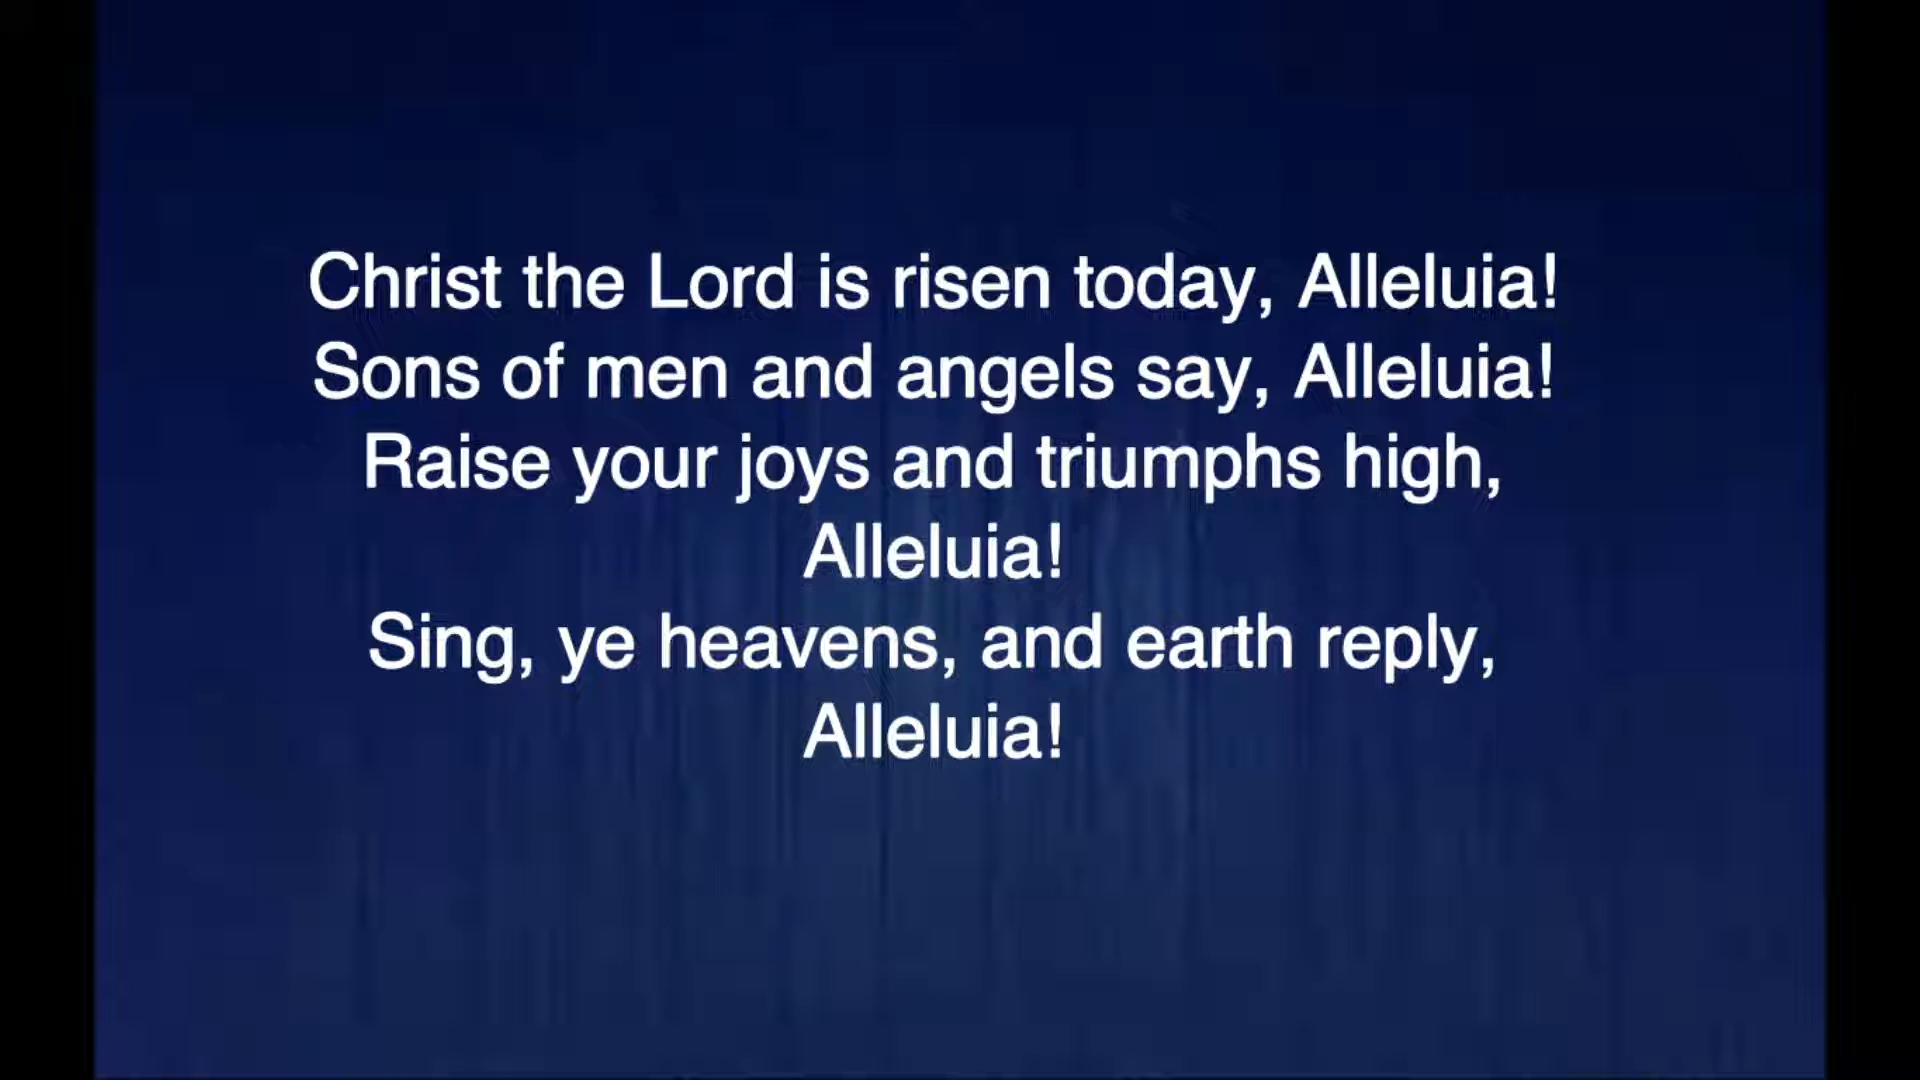 Christ the Lord is risen today, Alleluia!
Sons of men and angels say, Alleluia!
Raise your joys and triumphs high,
Alleluia!
Sing, ye heavens, and earth reply,
Alleluia!